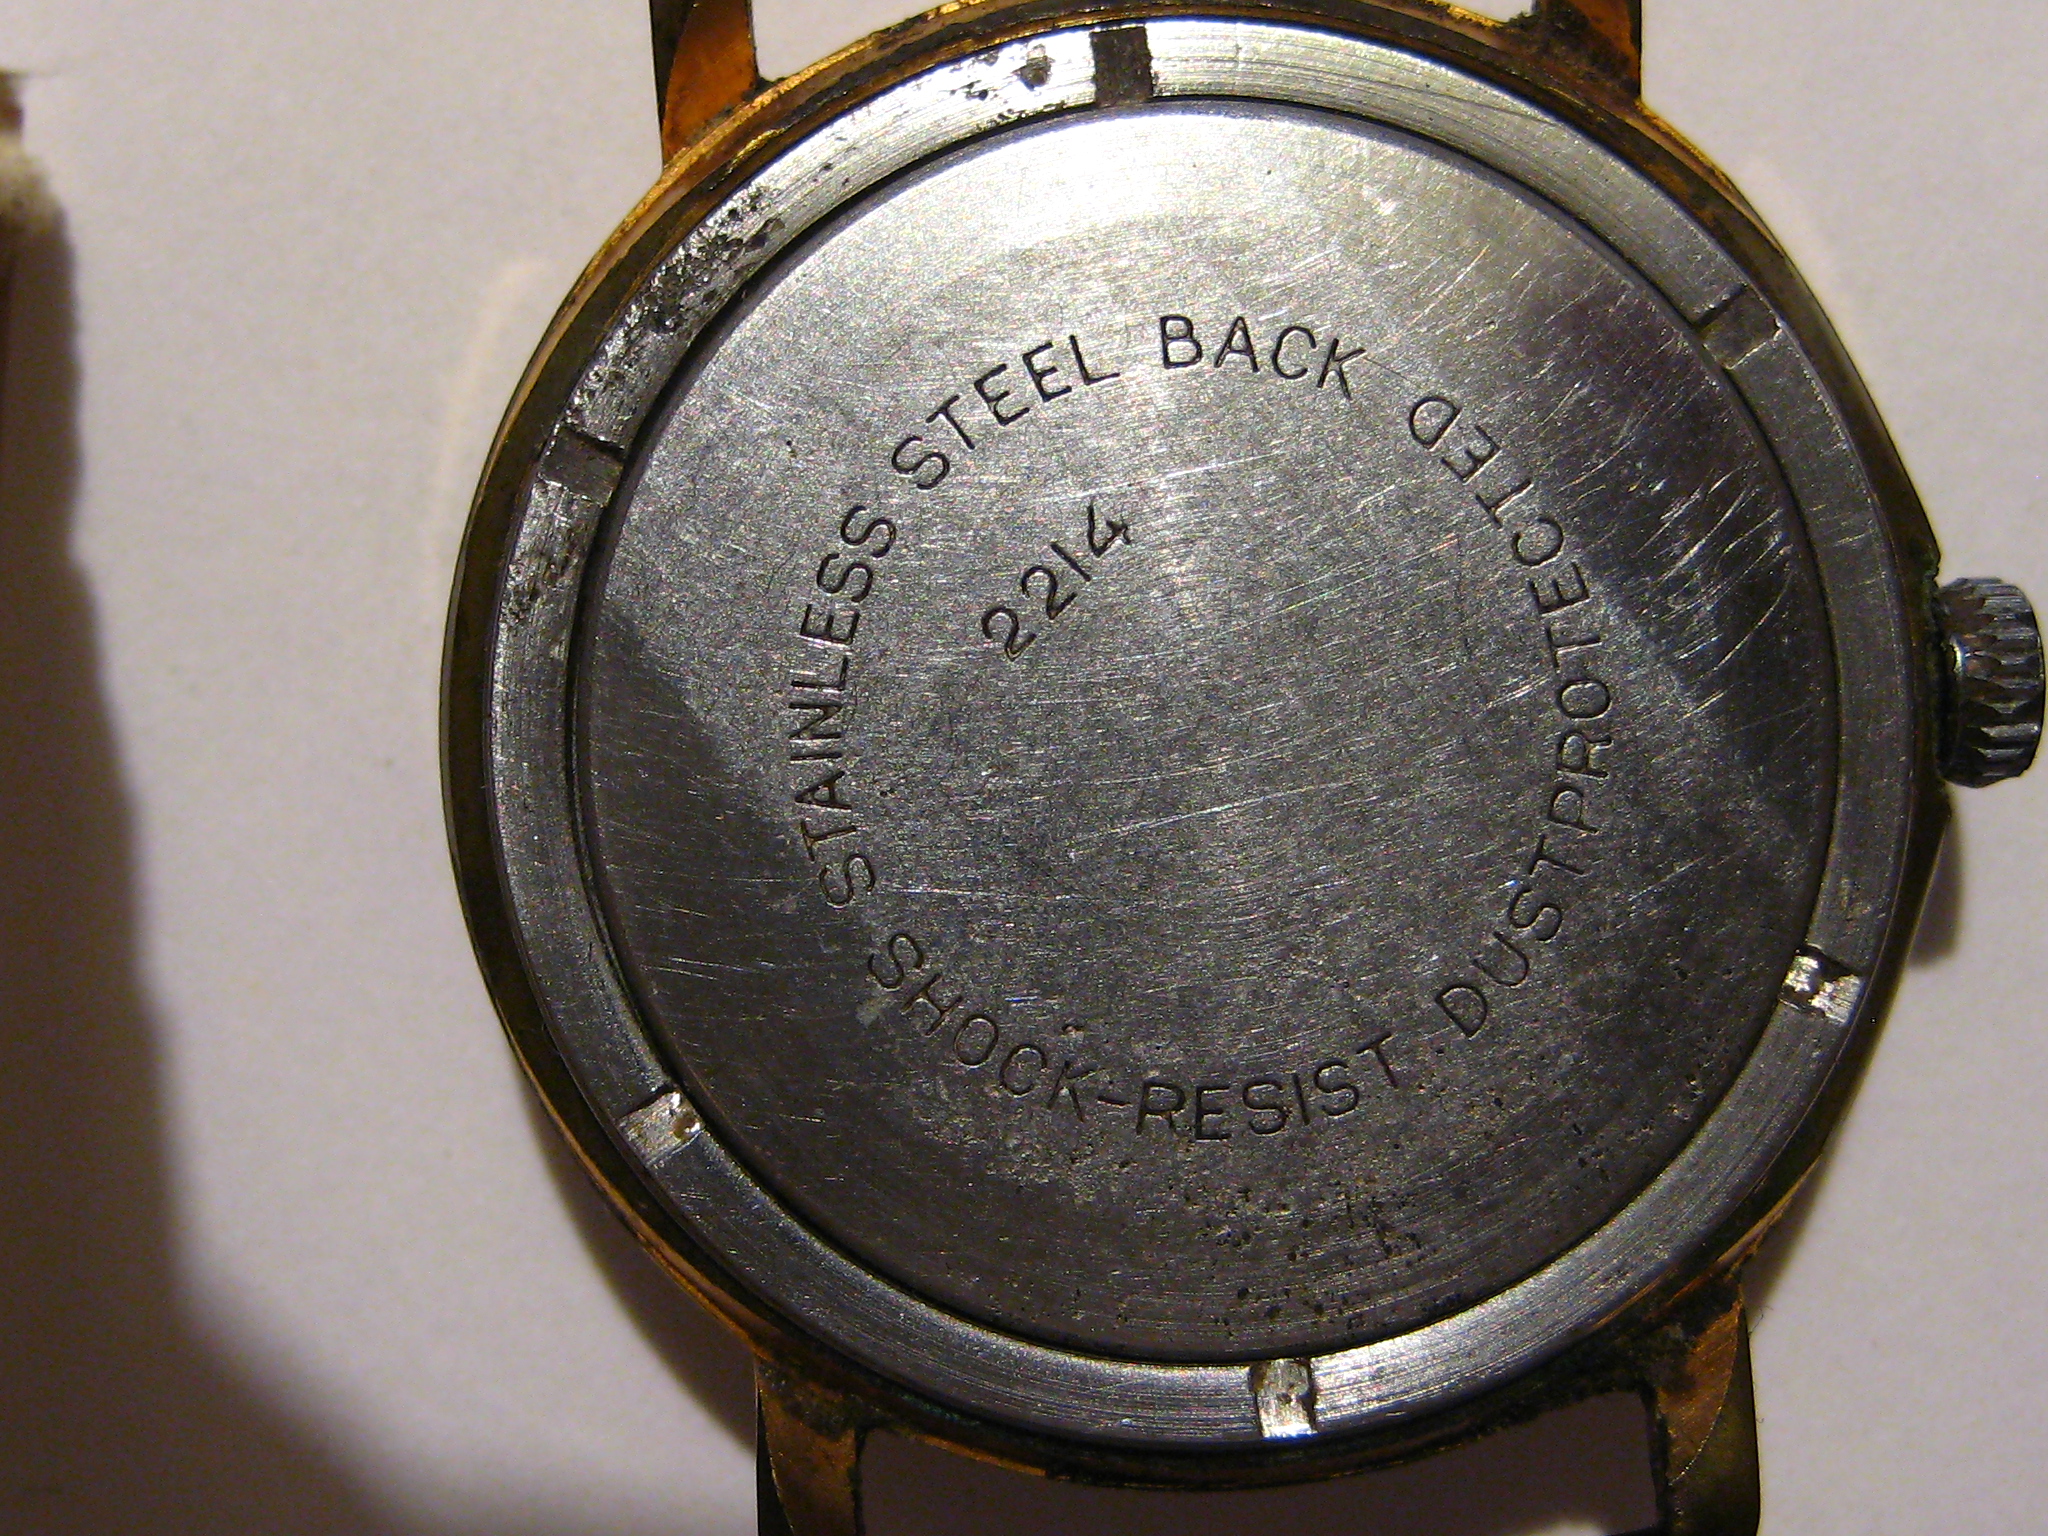 STAINLESS STEEL BACK
DUSTPROTECTED
SHOCK-RESIST
2214